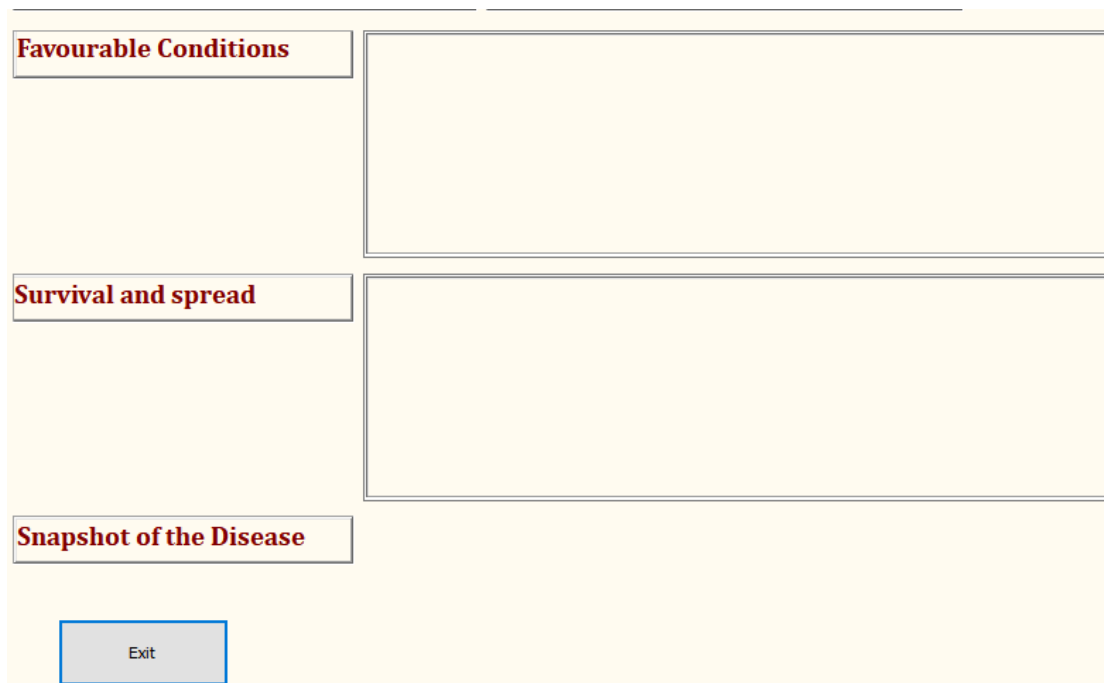 Favourable Conditions
Survival and spread
Snapshot of the Disease
Exit